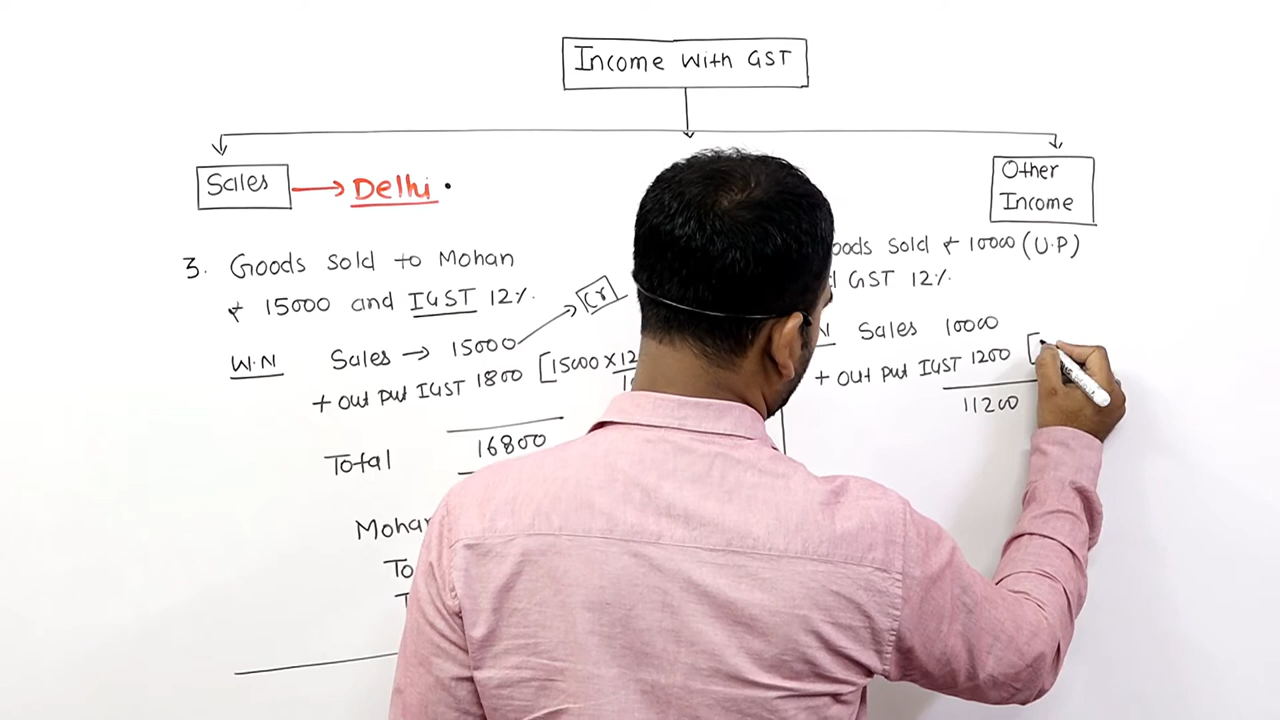 Income with GST
Sales → Delhi
Other
Income
3. Goods sold to Mohan
₹ 15000 and IGST 12%.
W.N Sales → 15000 → Cr
+ Out put IGST 1800 [15000 × 12
Total 16800
To
sold ₹ 10000 (U.P)
GST 12%.
Sales 10000
+ Out put IGST 1200 [
11200